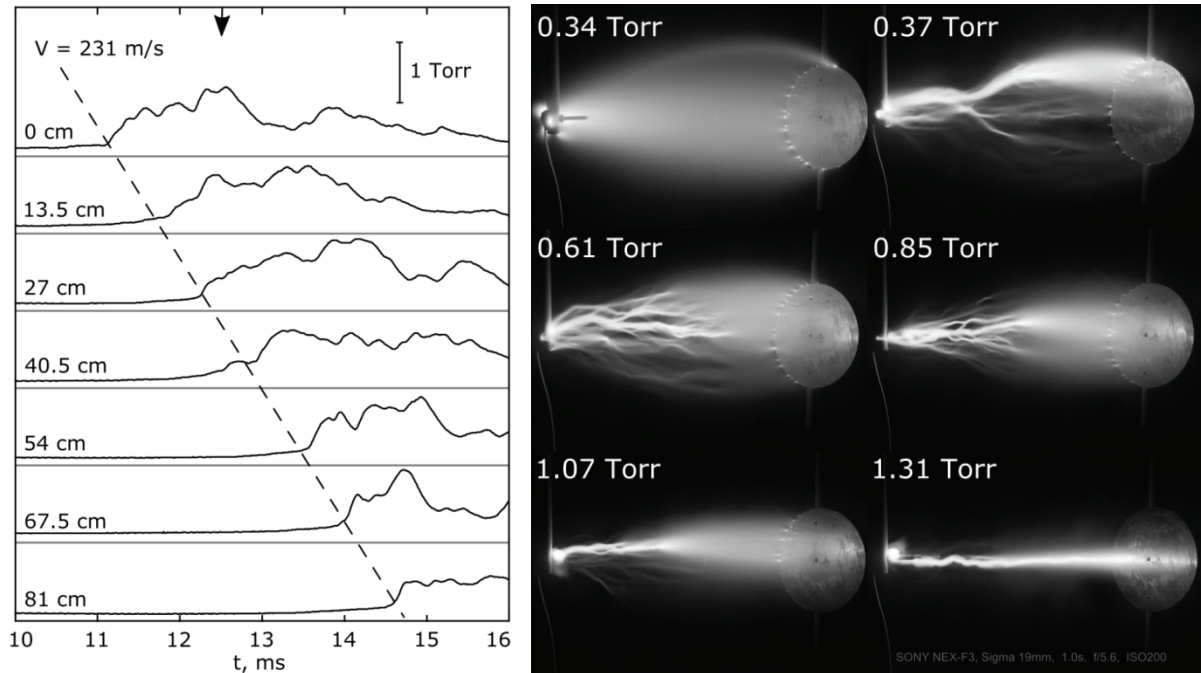 V = 231 m/s
1 Torr
0 cm
13.5 cm
27 cm
40.5 cm
54 cm
67.5 cm
81 cm
10 11 12 13 14 15 16
t, ms
0.34 Torr
0.37 Torr
0.61 Torr
0.85 Torr
1.07 Torr
1.31 Torr
SONY NEX-F3, Sigma 19mm, 1.0s, f/5.6, ISO200